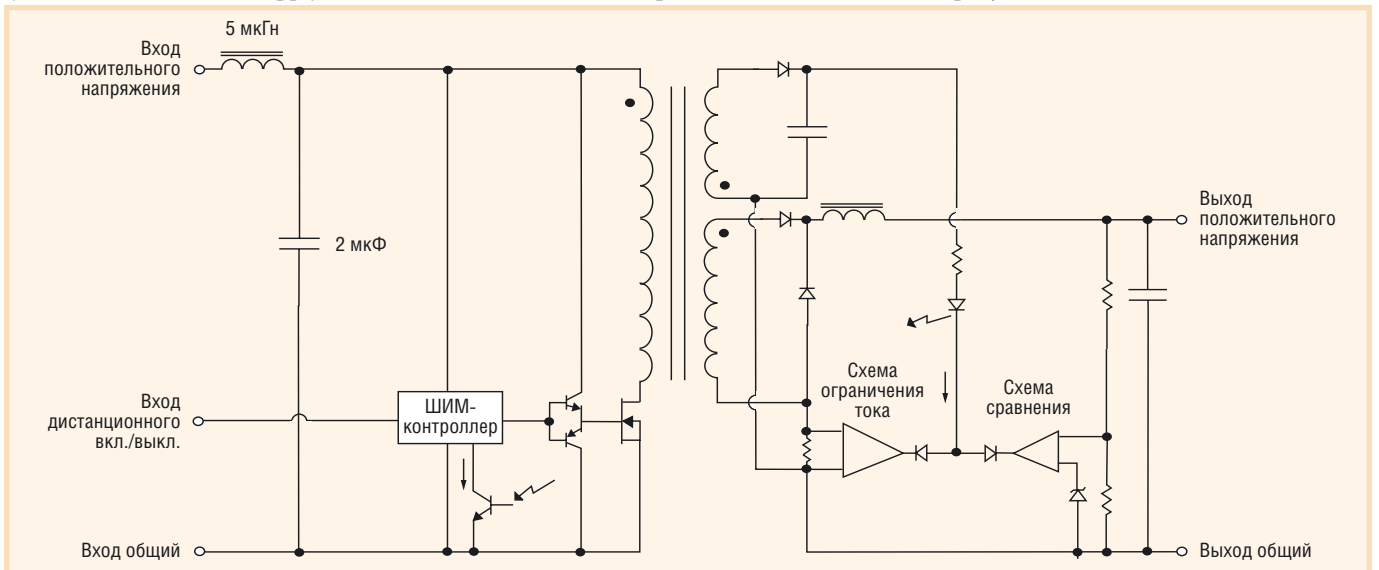 5 мкГн
Вход
положительного
напряжения
2 мкФ
Вход
дистанционного
вкл./выкл.
ШИМ-
контроллер
Вход общий
Схема
ограничения
тока
Схема
сравнения
Выход
положительного
напряжения
Выход общий